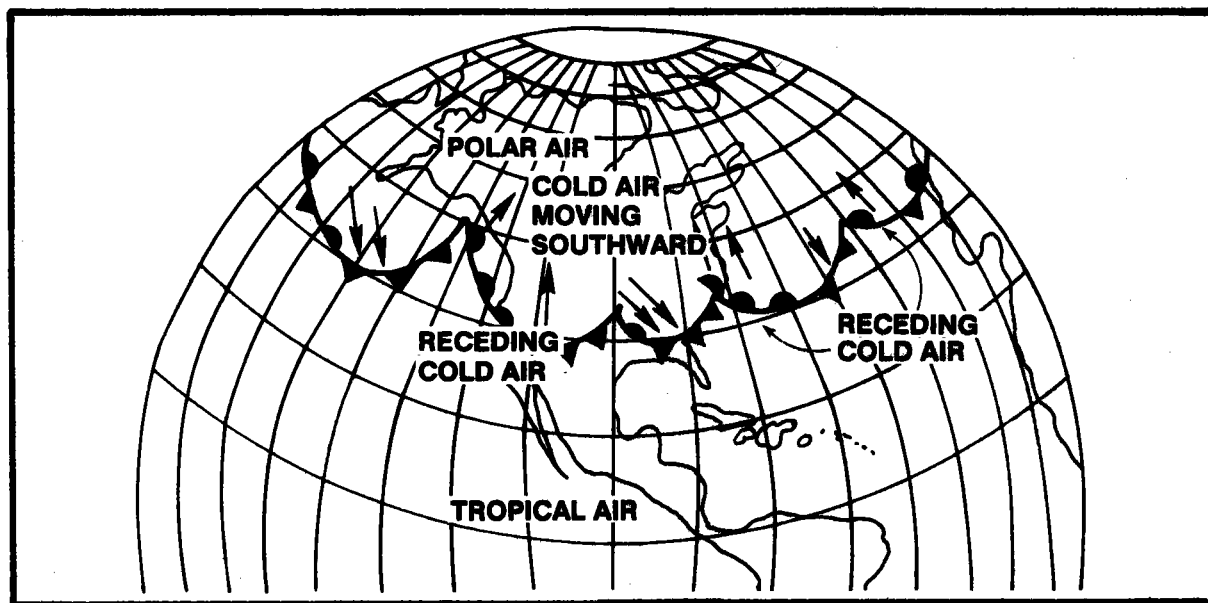 POLAR AIR
COLD AIR
MOVING
SOUTHWARD
RECEDING
COLD AIR
RECEDING
COLD AIR
TROPICAL AIR